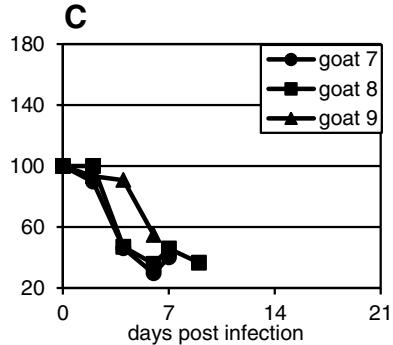 C
180
140
100
60
20
goat 7
goat 8
goat 9
0 7 14 21
days post infection